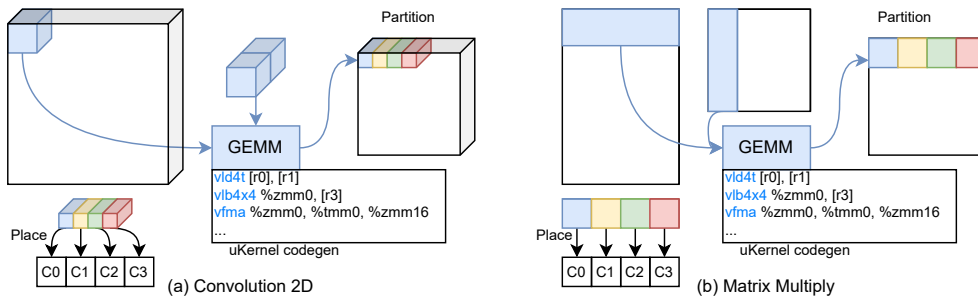 Partition
GEMM
vld4t [r0], [r1]
vlb4x4 %zmm0, [r3]
vfma %zmm0, %tmm0, %zmm16
...
uKernel codegen
Place
C0 C1 C2 C3
(a) Convolution 2D
Partition
GEMM
vld4t [r0], [r1]
vlb4x4 %zmm0, [r3]
vfma %zmm0, %tmm0, %zmm16
...
uKernel codegen
Place
C0 C1 C2 C3
(b) Matrix Multiply